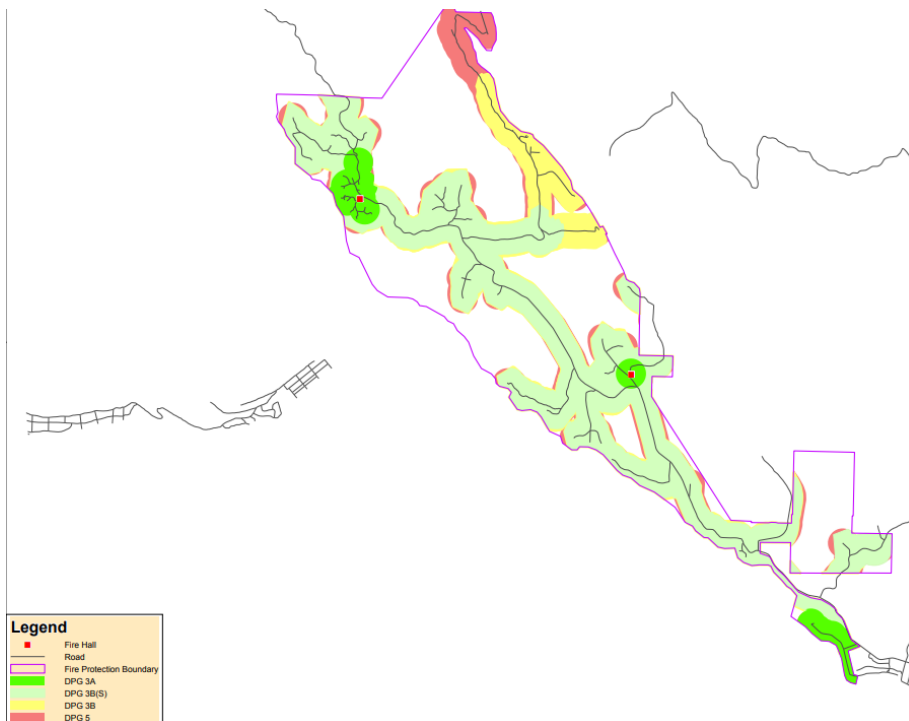 Legend
Fire Hall
Road
Fire Protection Boundary
DPG 3A
DPG 3B(S)
DPG 3B
DPG 5